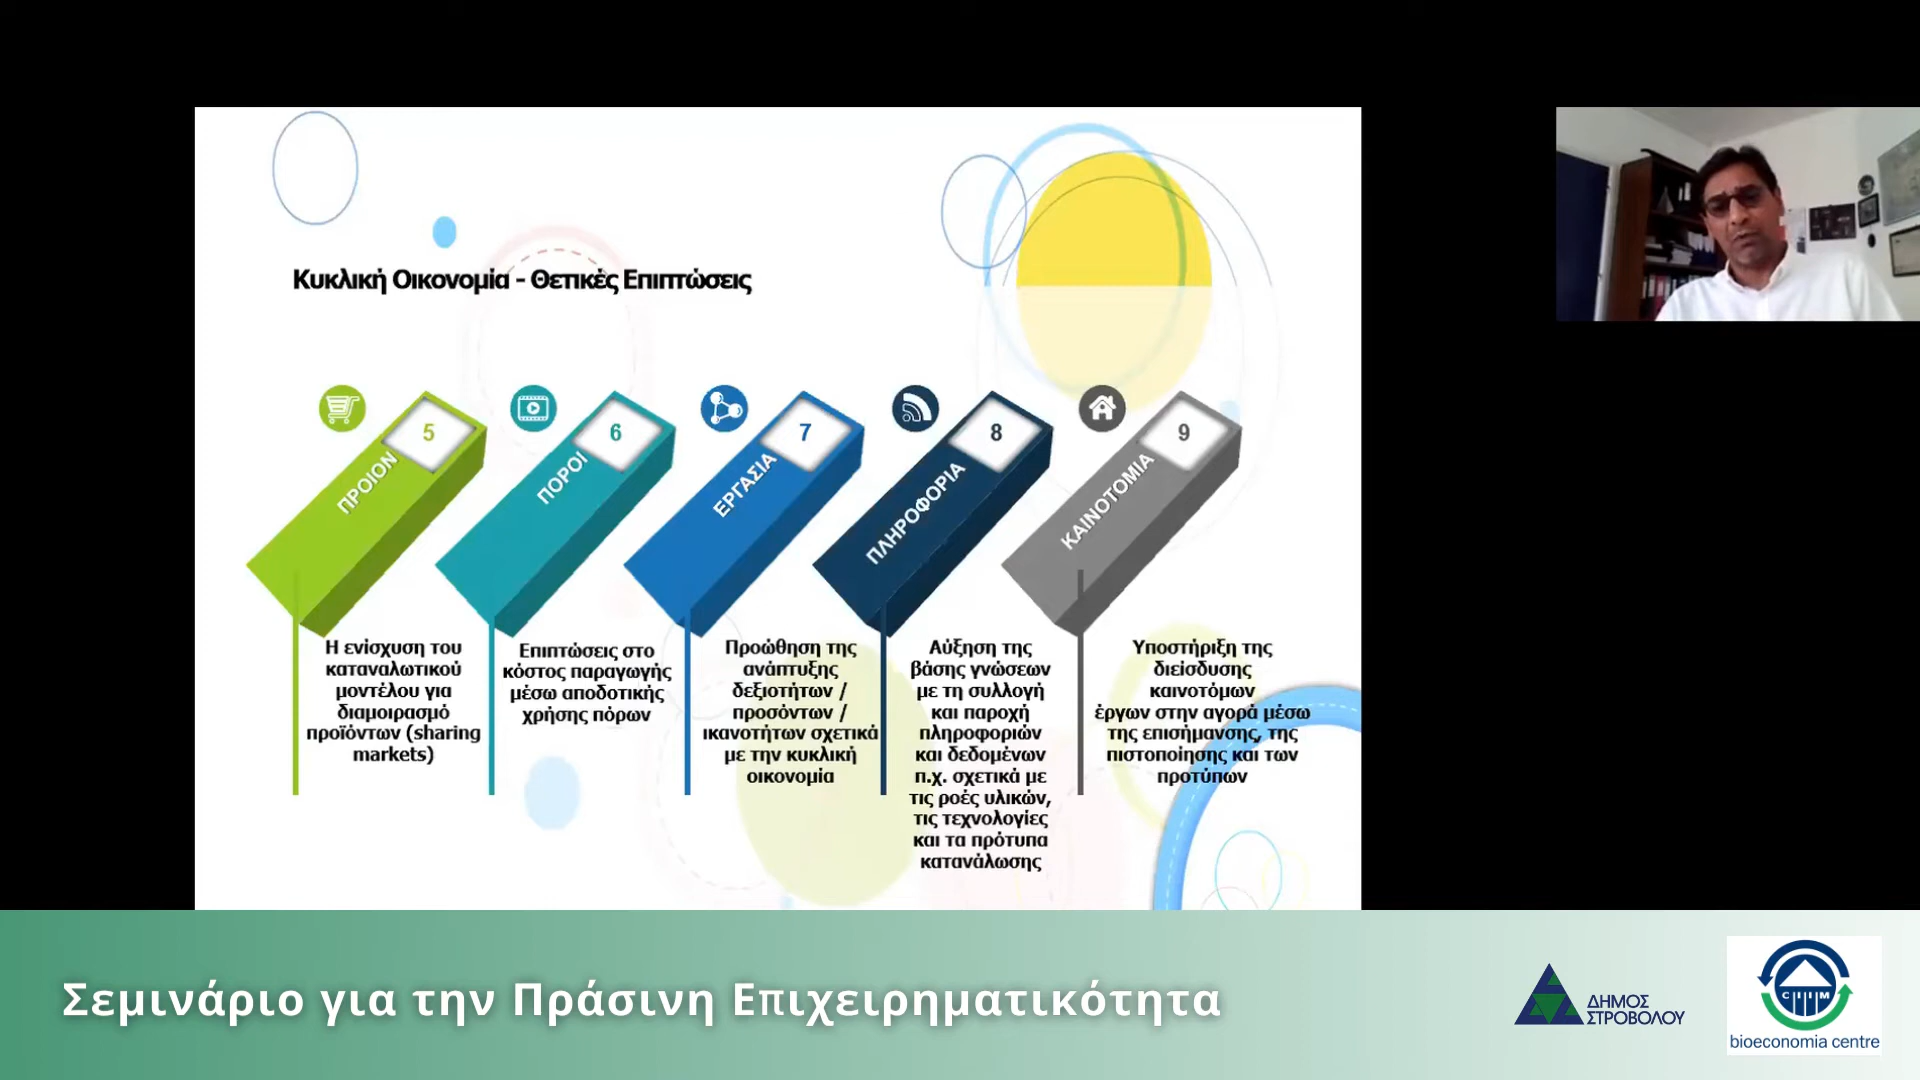 Κυκλική Οικονομία - Θετικές Επιπτώσεις
5
ΠΡΟΙΟΝ
6
ΠΟΡΟΙ
7
ΕΡΓΑΣΙΑ
8
ΠΛΗΡΟΦΟΡΙΑ
9
ΚΑΙΝΟΤΟΜΙΑ
Η ενίσχυση του
καταναλωτικού
μοντέλου για
διαμοιρασμό
προϊόντων (sharing
markets)
Επιπτώσεις στο
κόστος παραγωγής
μέσω αποδοτικής
χρήσης πόρων
Προώθηση της
ανάπτυξης
δεξιοτήτων /
προσόντων /
ικανοτήτων σχετικά
με την κυκλική
οικονομία
Αύξηση της
βάσης γνώσεων
με τη συλλογή
και παροχή
πληροφοριών
και δεδομένων
π.χ. σχετικά με
τις ροές υλικών,
τις τεχνολογίες
και τα πρότυπα
κατανάλωσης
Υποστήριξη της
διείσδυσης
καινοτόμων
έργων στην αγορά μέσω
της επισήμανσης, της
πιστοποίησης και των
προτύπων
Σεμινάριο για την Πράσινη Επιχειρηματικότητα
ΔΗΜΟΣ
ΣΤΡΟΒΟΛΟΥ
CIIM
bioeconomia centre